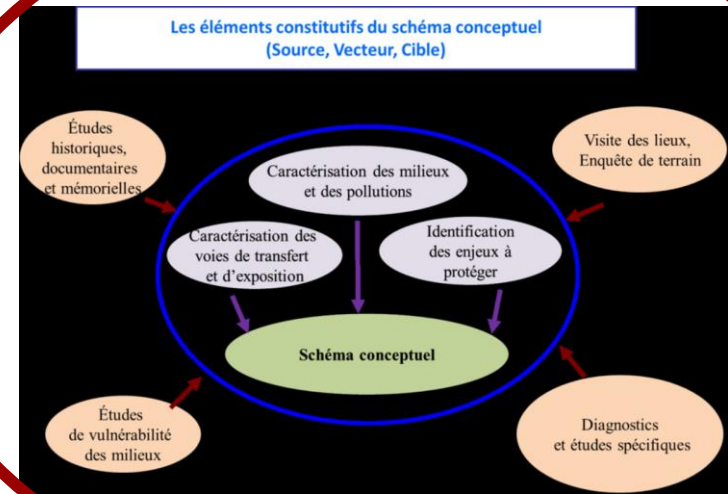 Les éléments constitutifs du schéma conceptuel
(Source, Vecteur, Cible)
Études
historiques,
documentaires
et mémorielles
Visite des lieux,
Enquête de terrain
Caractérisation des milieux
et des pollutions
Caractérisation des
voies de transfert
et d’exposition
Identification
des enjeux à
protéger
Schéma conceptuel
Études
de vulnérabilité
des milieux
Diagnostics
et études spécifiques